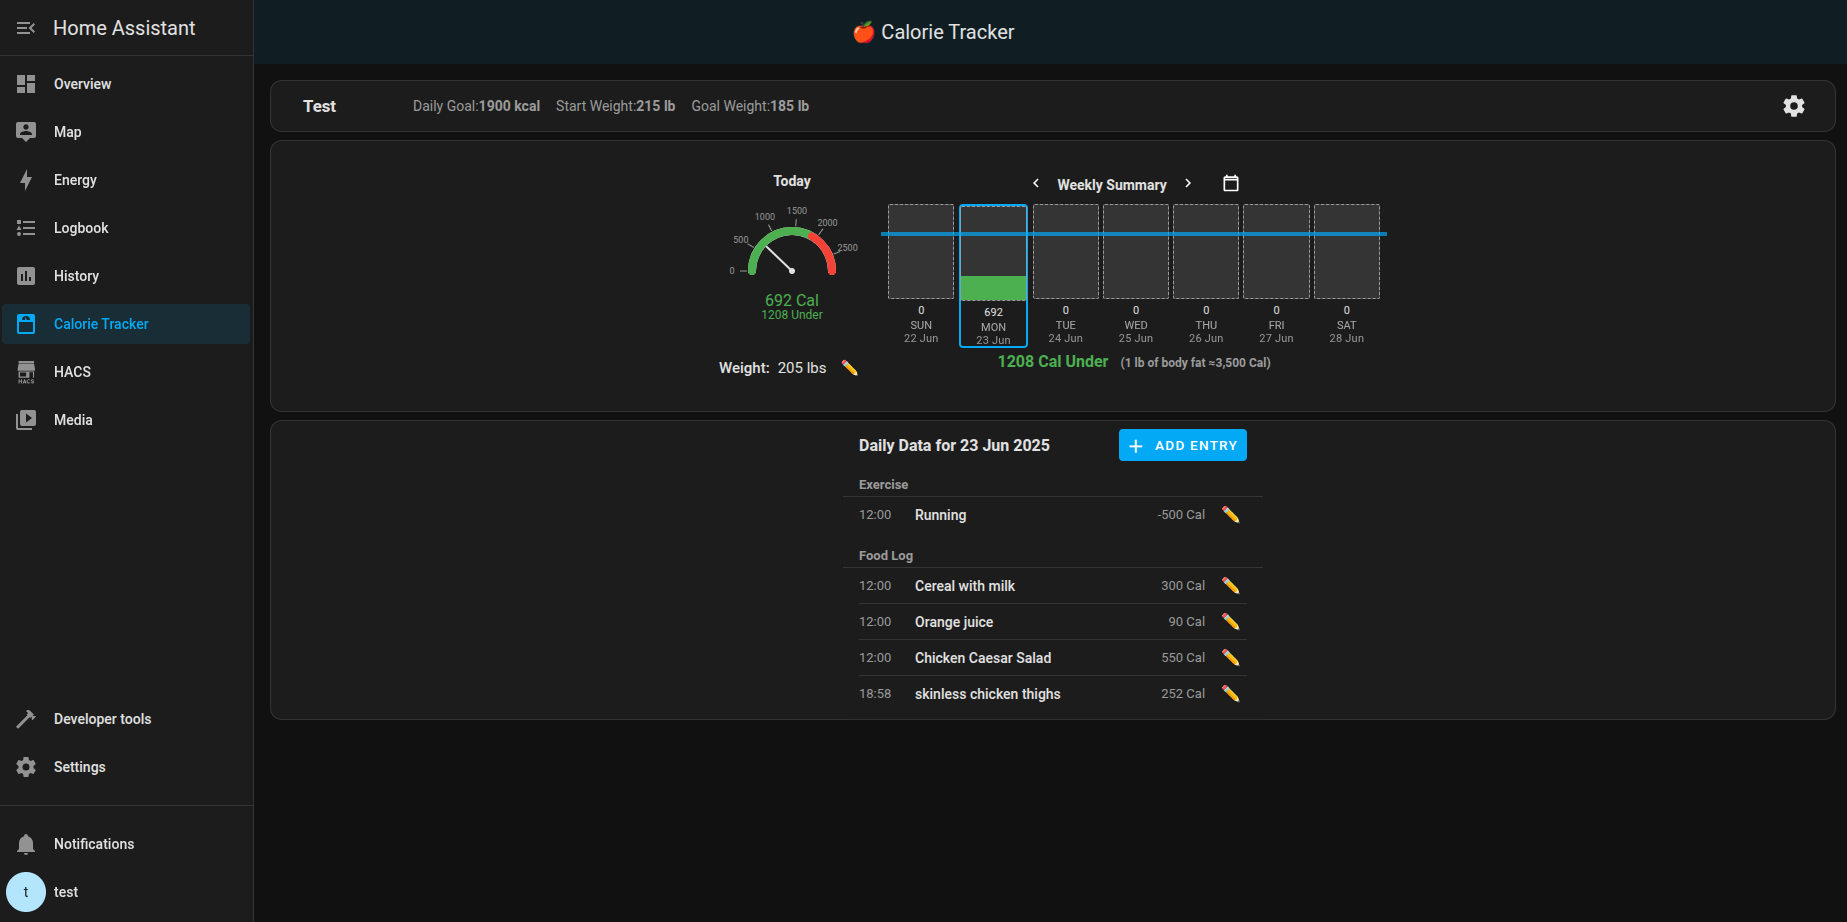 Home Assistant
Overview
Map
Energy
Logbook
History
Calorie Tracker
HACS
HACS
Media
Developer tools
Settings
Notifications
t
test
🍎 Calorie Tracker
Test Daily Goal:1900 kcal Start Weight:215 lb Goal Weight:185 lb
Today
0
500
1000
1500
2000
2500
692 Cal
1208 Under
Weight: 205 lbs ✏️
Weekly Summary
0 692 0 0 0 0 0
SUN MON TUE WED THU FRI SAT
22 Jun 23 Jun 24 Jun 25 Jun 26 Jun 27 Jun 28 Jun
1208 Cal Under (1 lb of body fat ≈3,500 Cal)
Daily Data for 23 Jun 2025
+ ADD ENTRY
Exercise
12:00 Running -500 Cal ✏️
Food Log
12:00 Cereal with milk 300 Cal ✏️
12:00 Orange juice 90 Cal ✏️
12:00 Chicken Caesar Salad 550 Cal ✏️
18:58 skinless chicken thighs 252 Cal ✏️